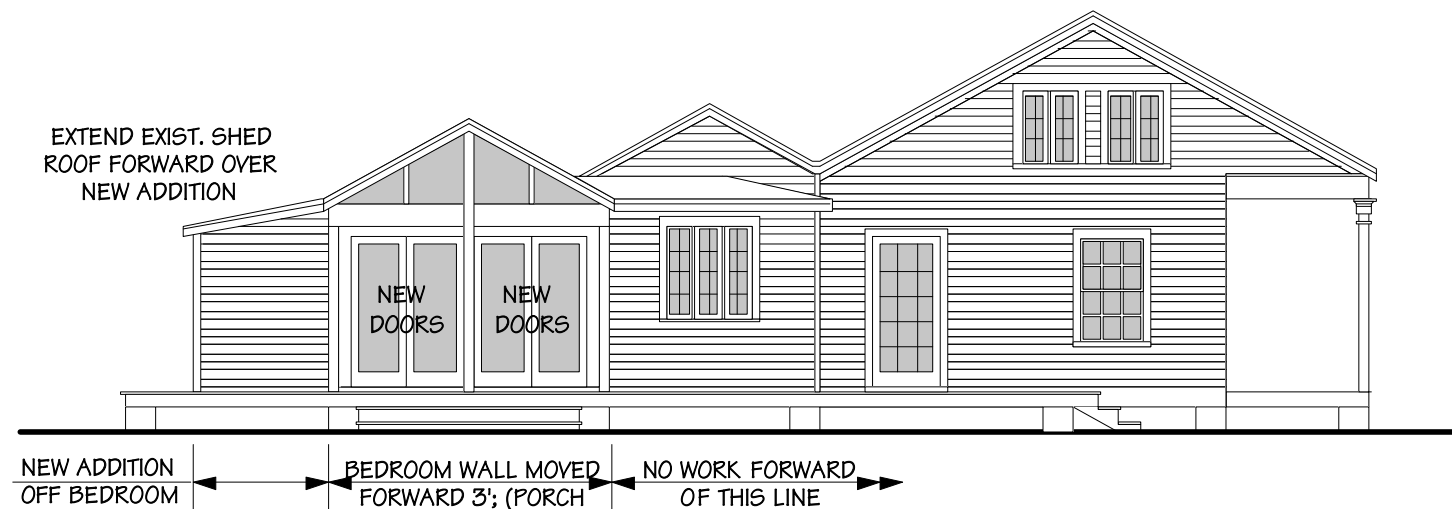 EXTEND EXIST. SHED
ROOF FORWARD OVER
NEW ADDITION
NEW
DOORS
NEW
DOORS
NEW ADDITION
OFF BEDROOM
BEDROOM WALL MOVED
FORWARD 3'; (PORCH
NO WORK FORWARD
OF THIS LINE